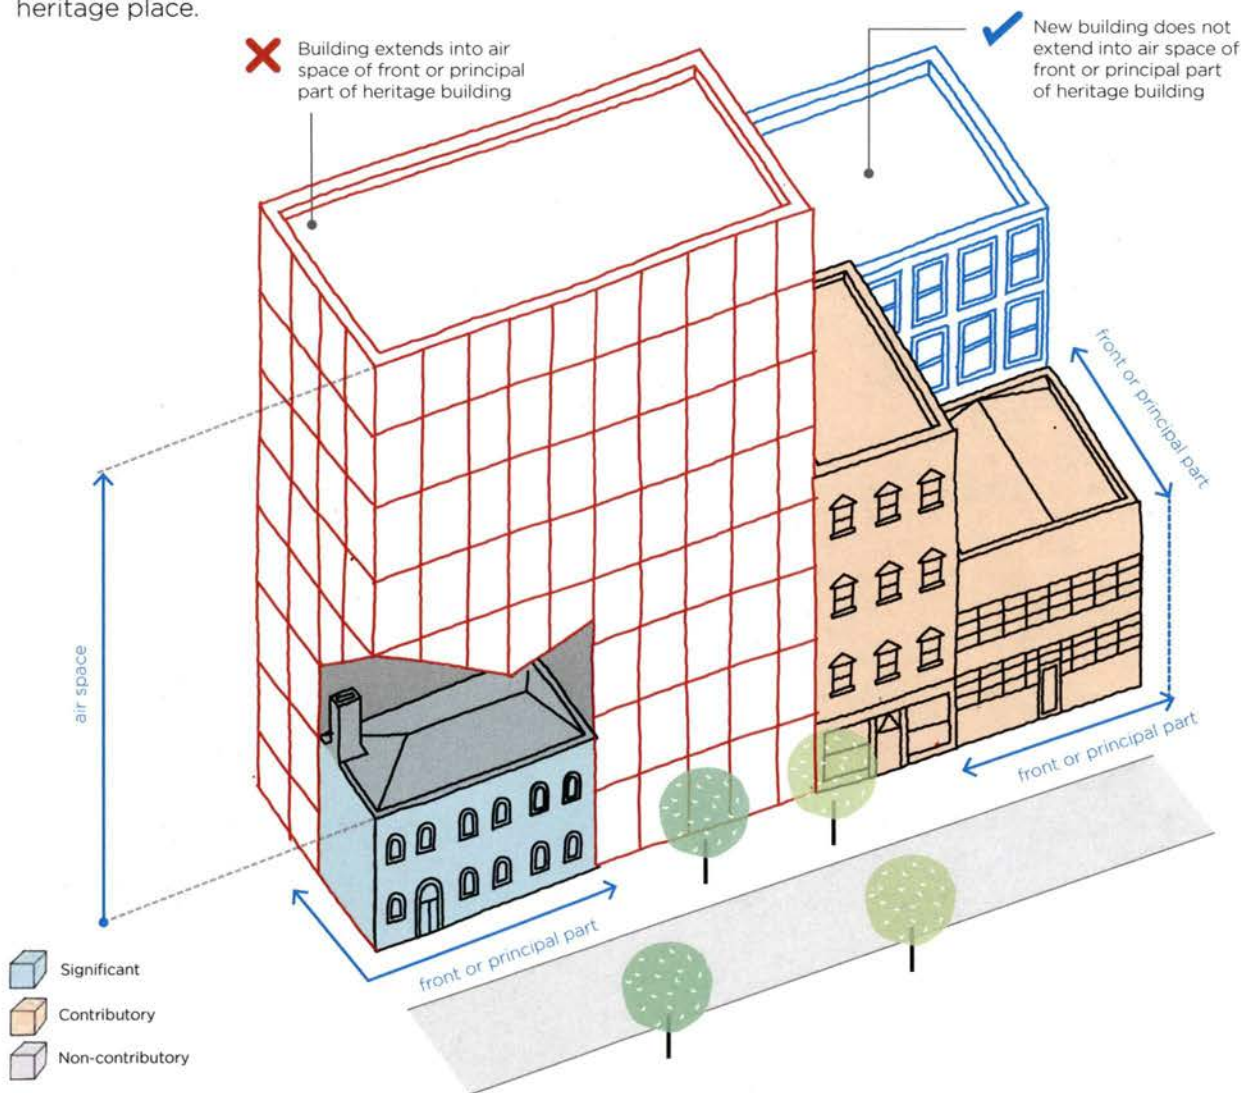 heritage place.
Building extends into air
space of front or principal
part of heritage building
New building does not
extend into air space of
front or principal part
of heritage building
front or principal part
air space
front or principal part
front or principal part
Significant
Contributory
Non-contributory